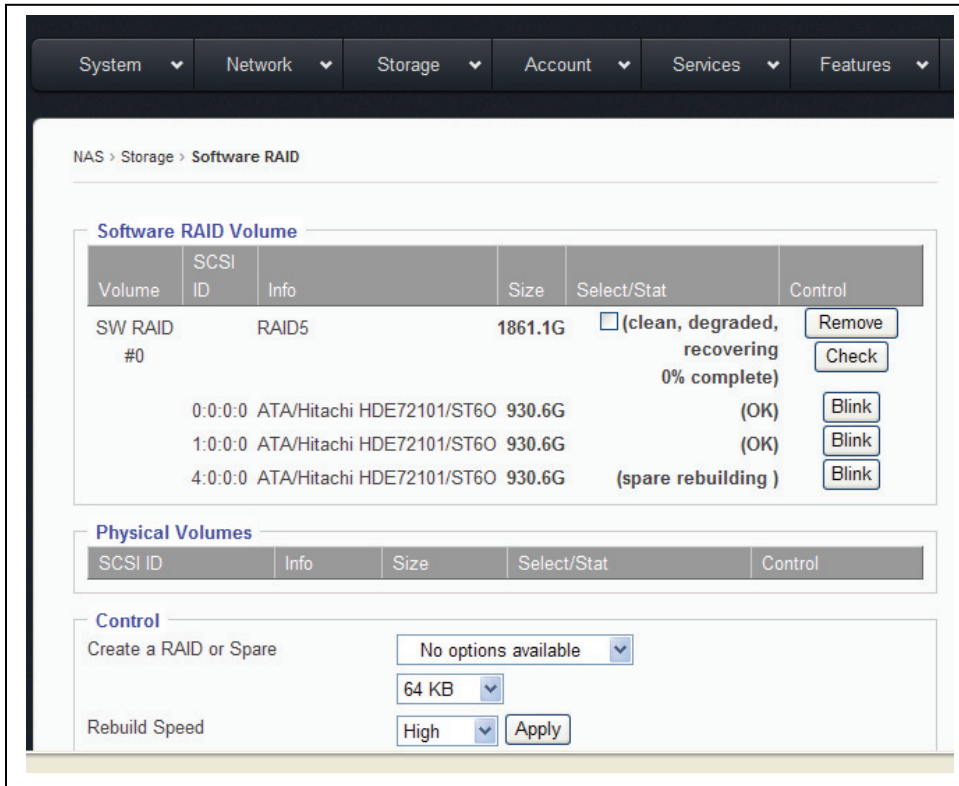 System Network Storage Account Services Features
NAS > Storage > Software RAID
Software RAID Volume
Volume SCSI ID Info Size Select/Stat Control
SW RAID #0 RAID5 1861.1G (clean, degraded, recovering 0% complete) Remove Check
0:0:0:0 ATA/Hitachi HDE72101/ST6O 930.6G (OK) Blink
1:0:0:0 ATA/Hitachi HDE72101/ST6O 930.6G (OK) Blink
4:0:0:0 ATA/Hitachi HDE72101/ST6O 930.6G (spare rebuilding ) Blink
Physical Volumes
SCSI ID Info Size Select/Stat Control
Control
Create a RAID or Spare No options available
64 KB
Rebuild Speed High Apply